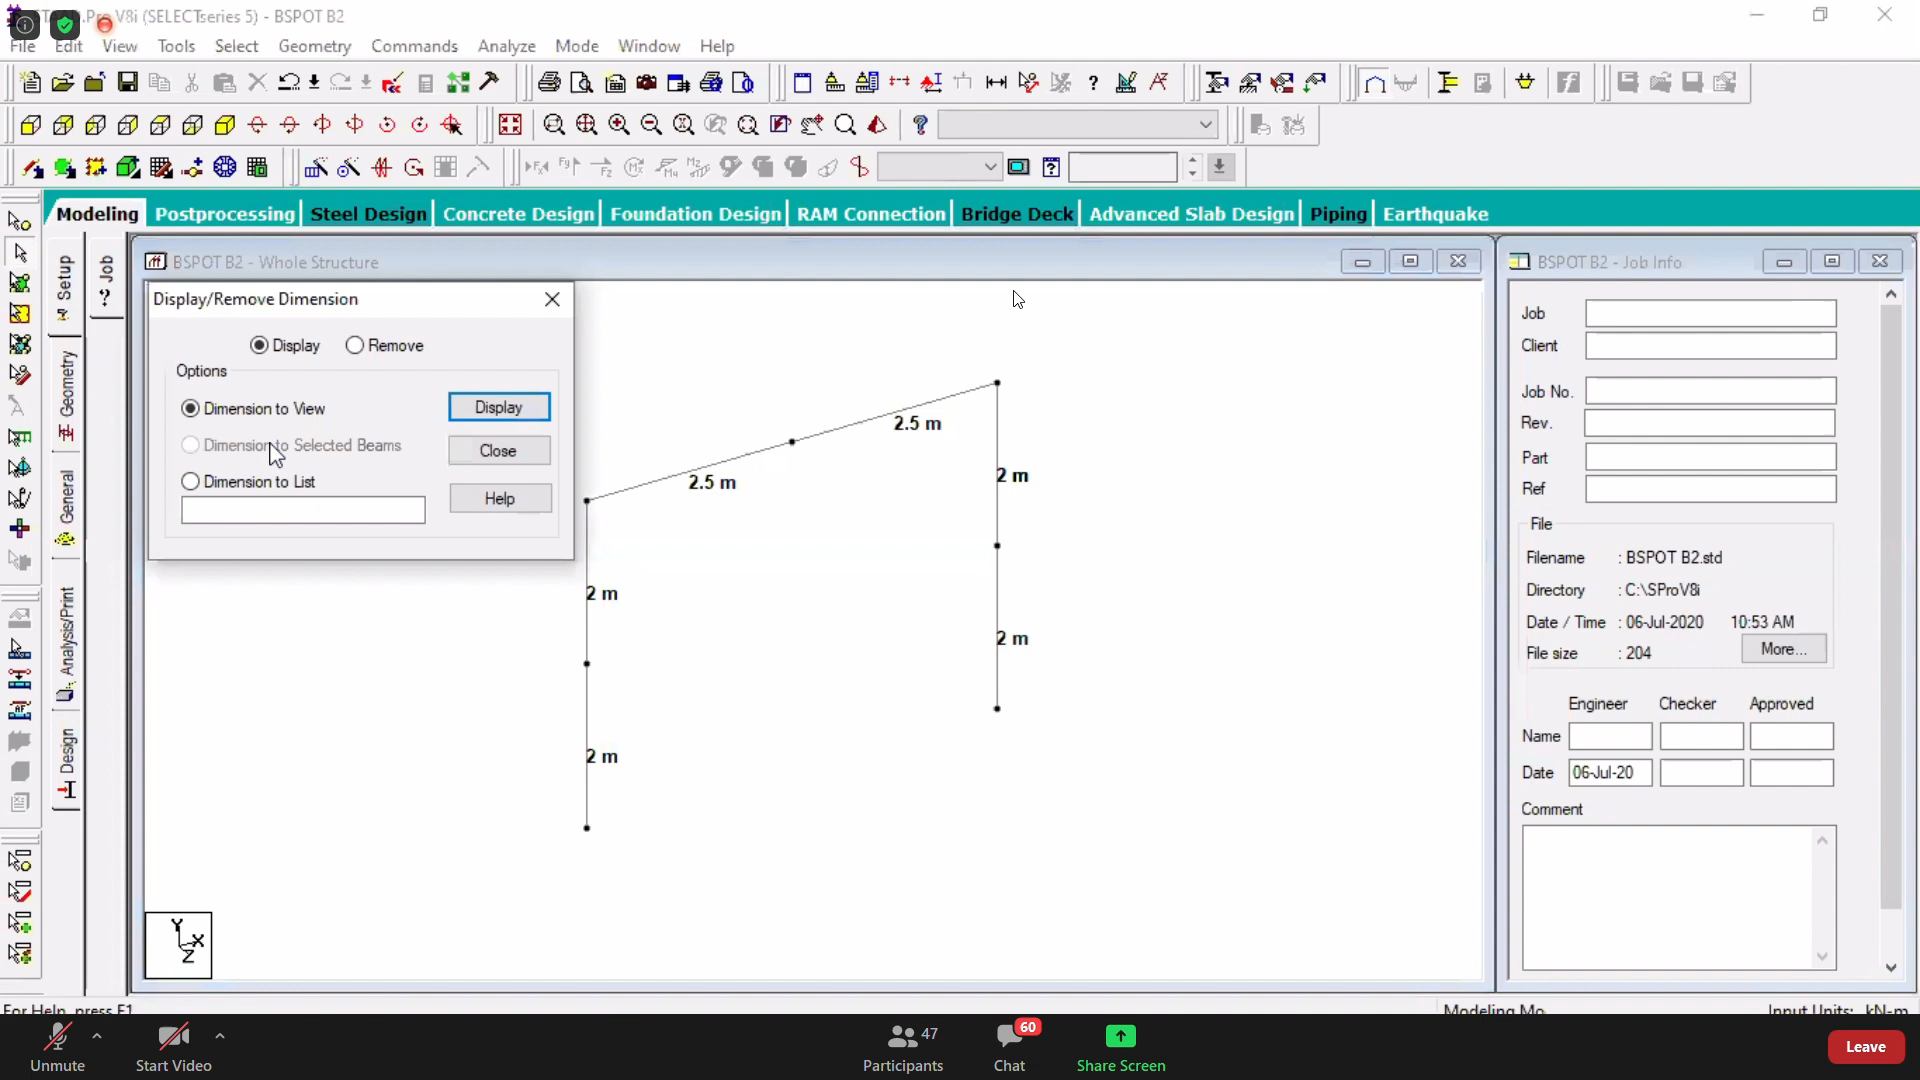 .Pro V8i (SELECTseries 5) - BSPOT B2
File Edit View Tools Select Geometry Commands Analyze Mode Window Help
Modeling Postprocessing Steel Design Concrete Design Foundation Design RAM Connection Bridge Deck Advanced Slab Design Piping Earthquake
Setup
Geometry
General
Analysis/Print
Design
Job
BSPOT B2 - Whole Structure
Display/Remove Dimension
Display Remove
Options
Dimension to View
Display
Dimension to Selected Beams
Close
Dimension to List
Help
2.5 m
2.5 m
2 m
2 m
2 m
2 m
Y
X
Z
BSPOT B2 - Job Info
Job
Client
Job No.
Rev.
Part
Ref
File
Filename : BSPOT B2.std
Directory : C:\SProV8i
Date / Time : 06-Jul-2020 10:53 AM
File size : 204
More...
Engineer Checker Approved
Name
Date 06-Jul-20
Comment
For Help, press F1
Modeling Mo
Input Units: kN-m
Unmute
Start Video
47
Participants
60
Chat
Share Screen
Leave